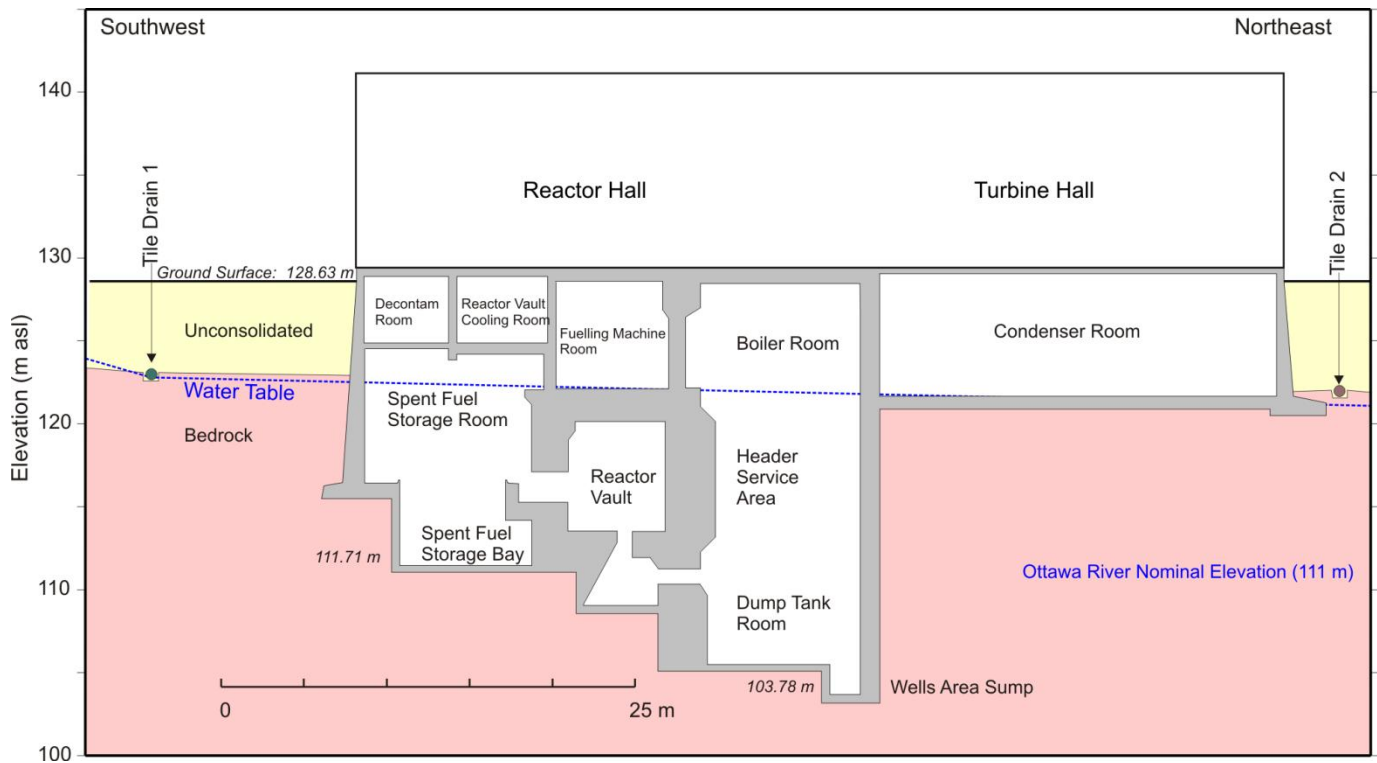 Southwest
Northeast
140
Tile Drain 1
Reactor Hall
Turbine Hall
Tile Drain 2
130
Ground Surface: 128.63 m
Decontam
Room
Reactor Vault
Cooling Room
Unconsolidated
Fuelling Machine
Room
Boiler Room
Condenser Room
Elevation (m asl)
Water Table
Spent Fuel
Storage Room
120
Bedrock
Header
Service
Area
Reactor
Vault
Spent Fuel
Storage Bay
111.71 m
Ottawa River Nominal Elevation (111 m)
110
Dump Tank
Room
103.78 m
Wells Area Sump
0
25 m
100